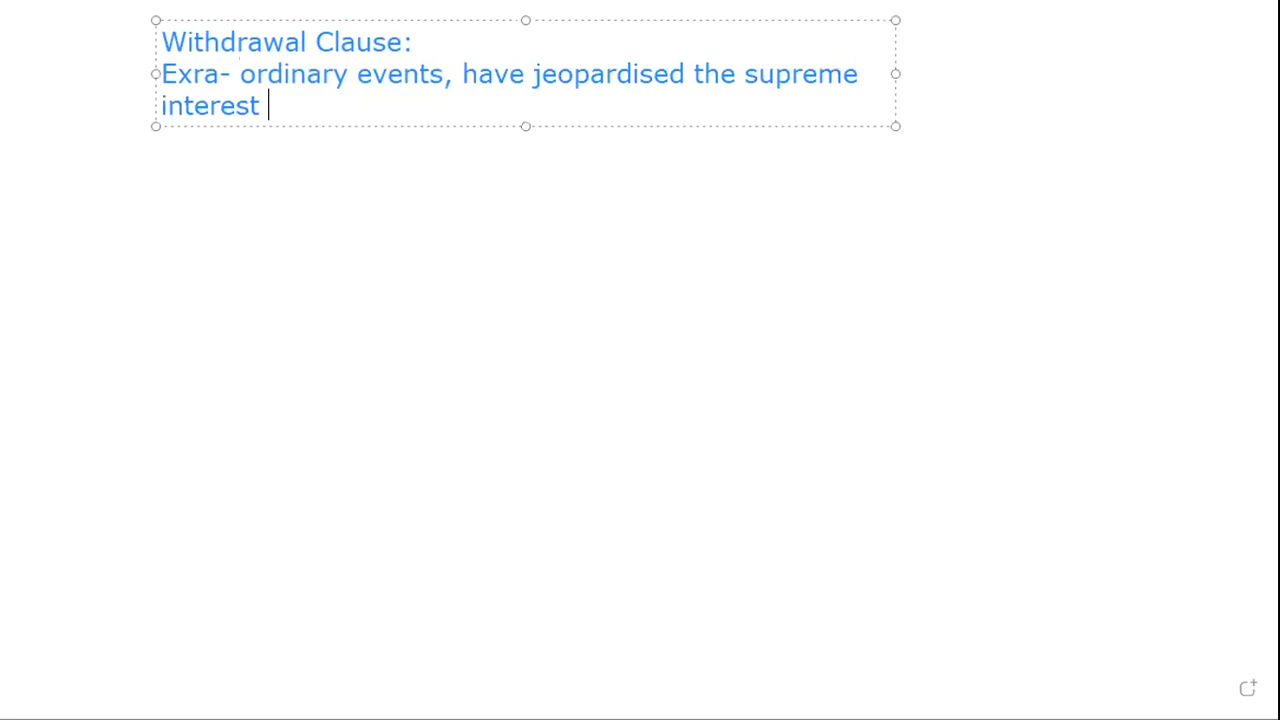 Withdrawal Clause:
Exra- ordinary events, have jeopardised the supreme
interest